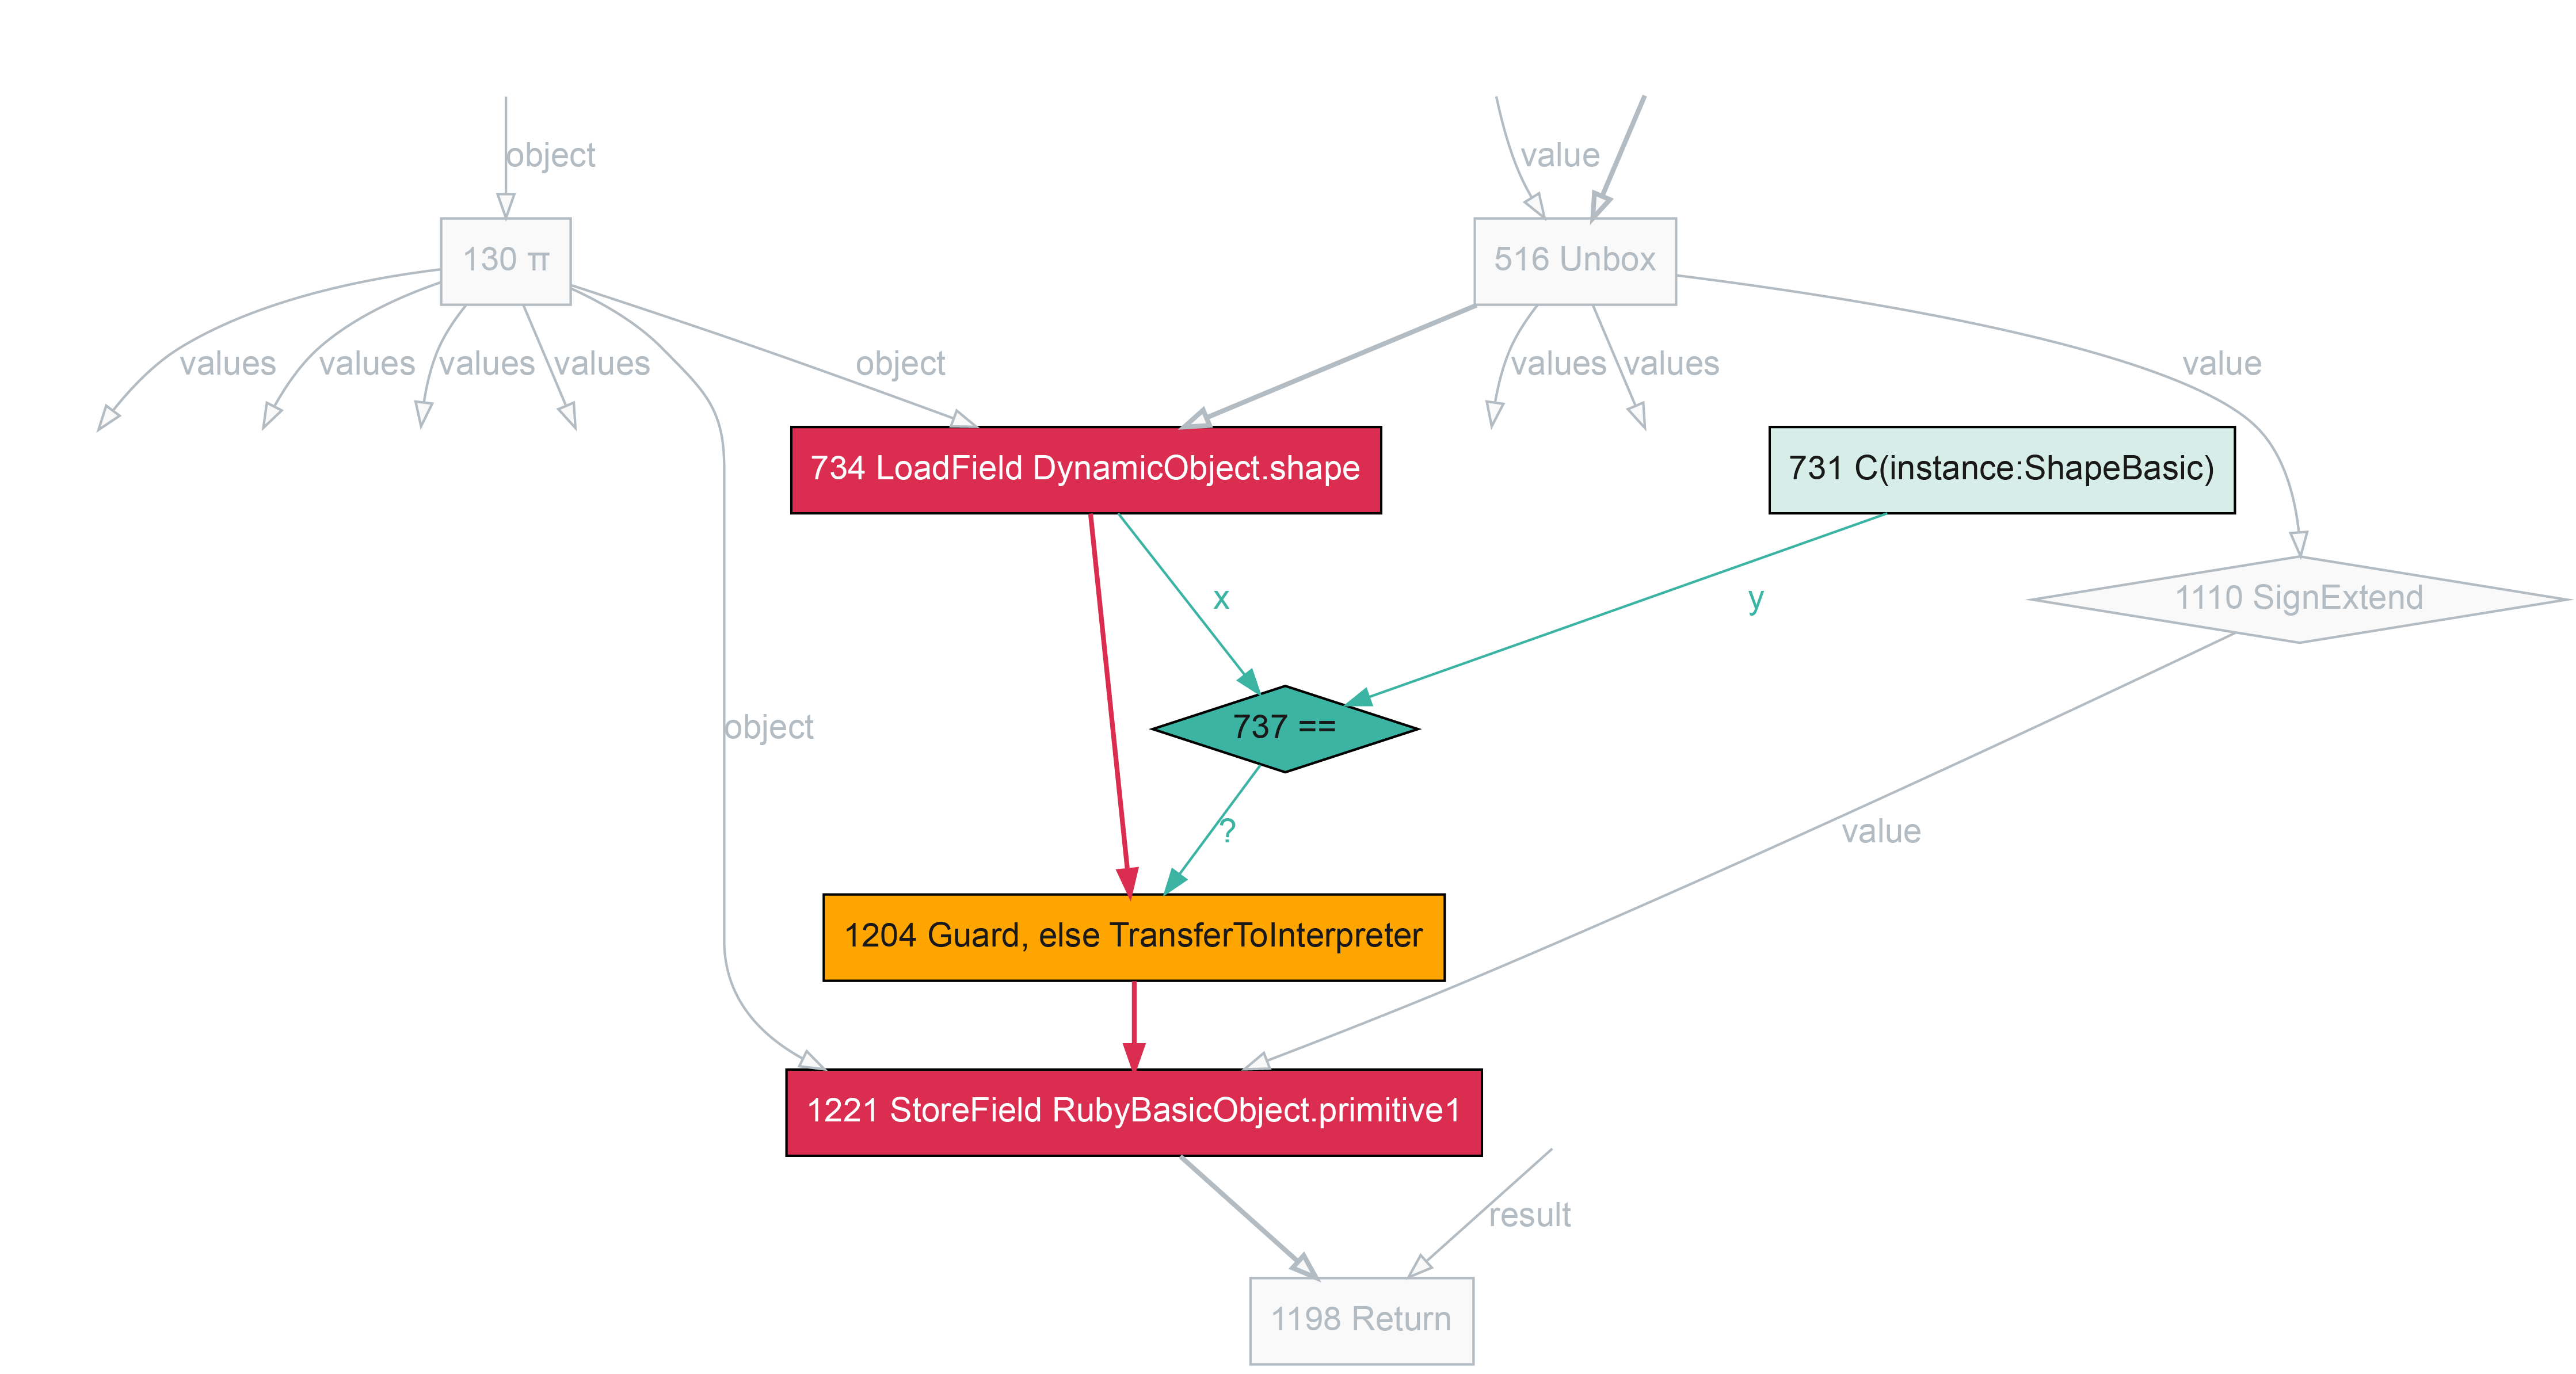 object
value
130 π
516 Unbox
values
values
values
values
object
values
values
value
734 LoadField DynamicObject.shape
731 C(instance:ShapeBasic)
x
y
1110 SignExtend
object
737 ==
?
value
1204 Guard, else TransferToInterpreter
1221 StoreField RubyBasicObject.primitive1
result
1198 Return